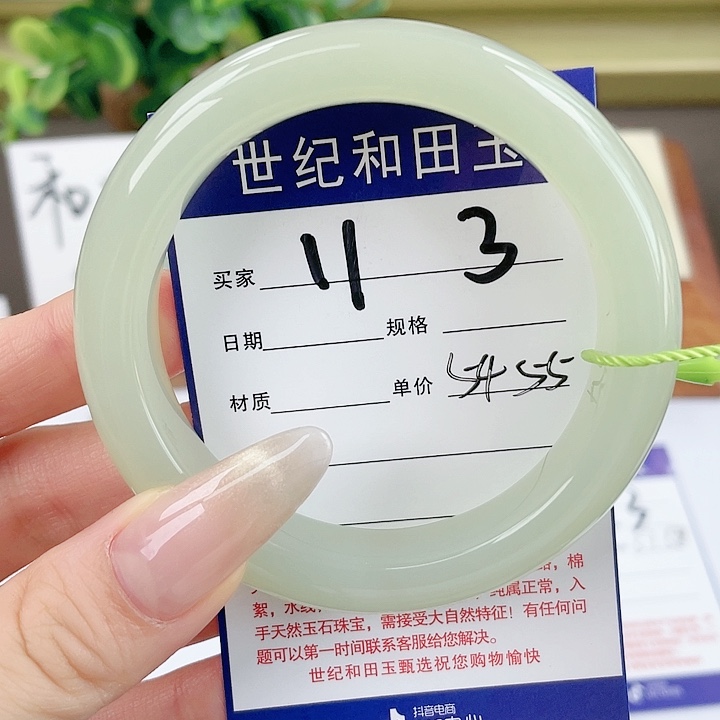 世纪和田玉
买家 11 3
日期 规格
材质 单价 5455
棉
絮，水线，纯属正常，入
手天然玉石珠宝，需接受大自然特征！有任何问
题可以第一时间联系客服给您解决。
世纪和田玉甄选祝您购物愉快
抖音电商
和
3